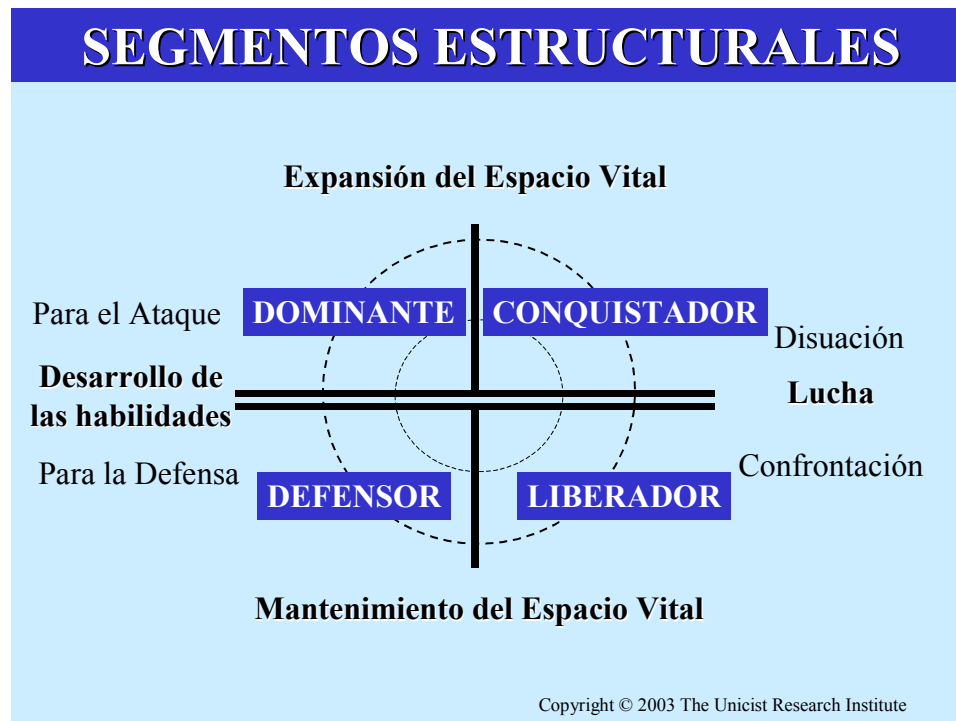 SEGMENTOS ESTRUCTURALES
Expansión del Espacio Vital
Para el Ataque
DOMINANTE
CONQUISTADOR
Disuación
Desarrollo de
las habilidades
Lucha
Para la Defensa
DEFENSOR
LIBERADOR
Confrontación
Mantenimiento del Espacio Vital
Copyright © 2003 The Unicist Research Institute